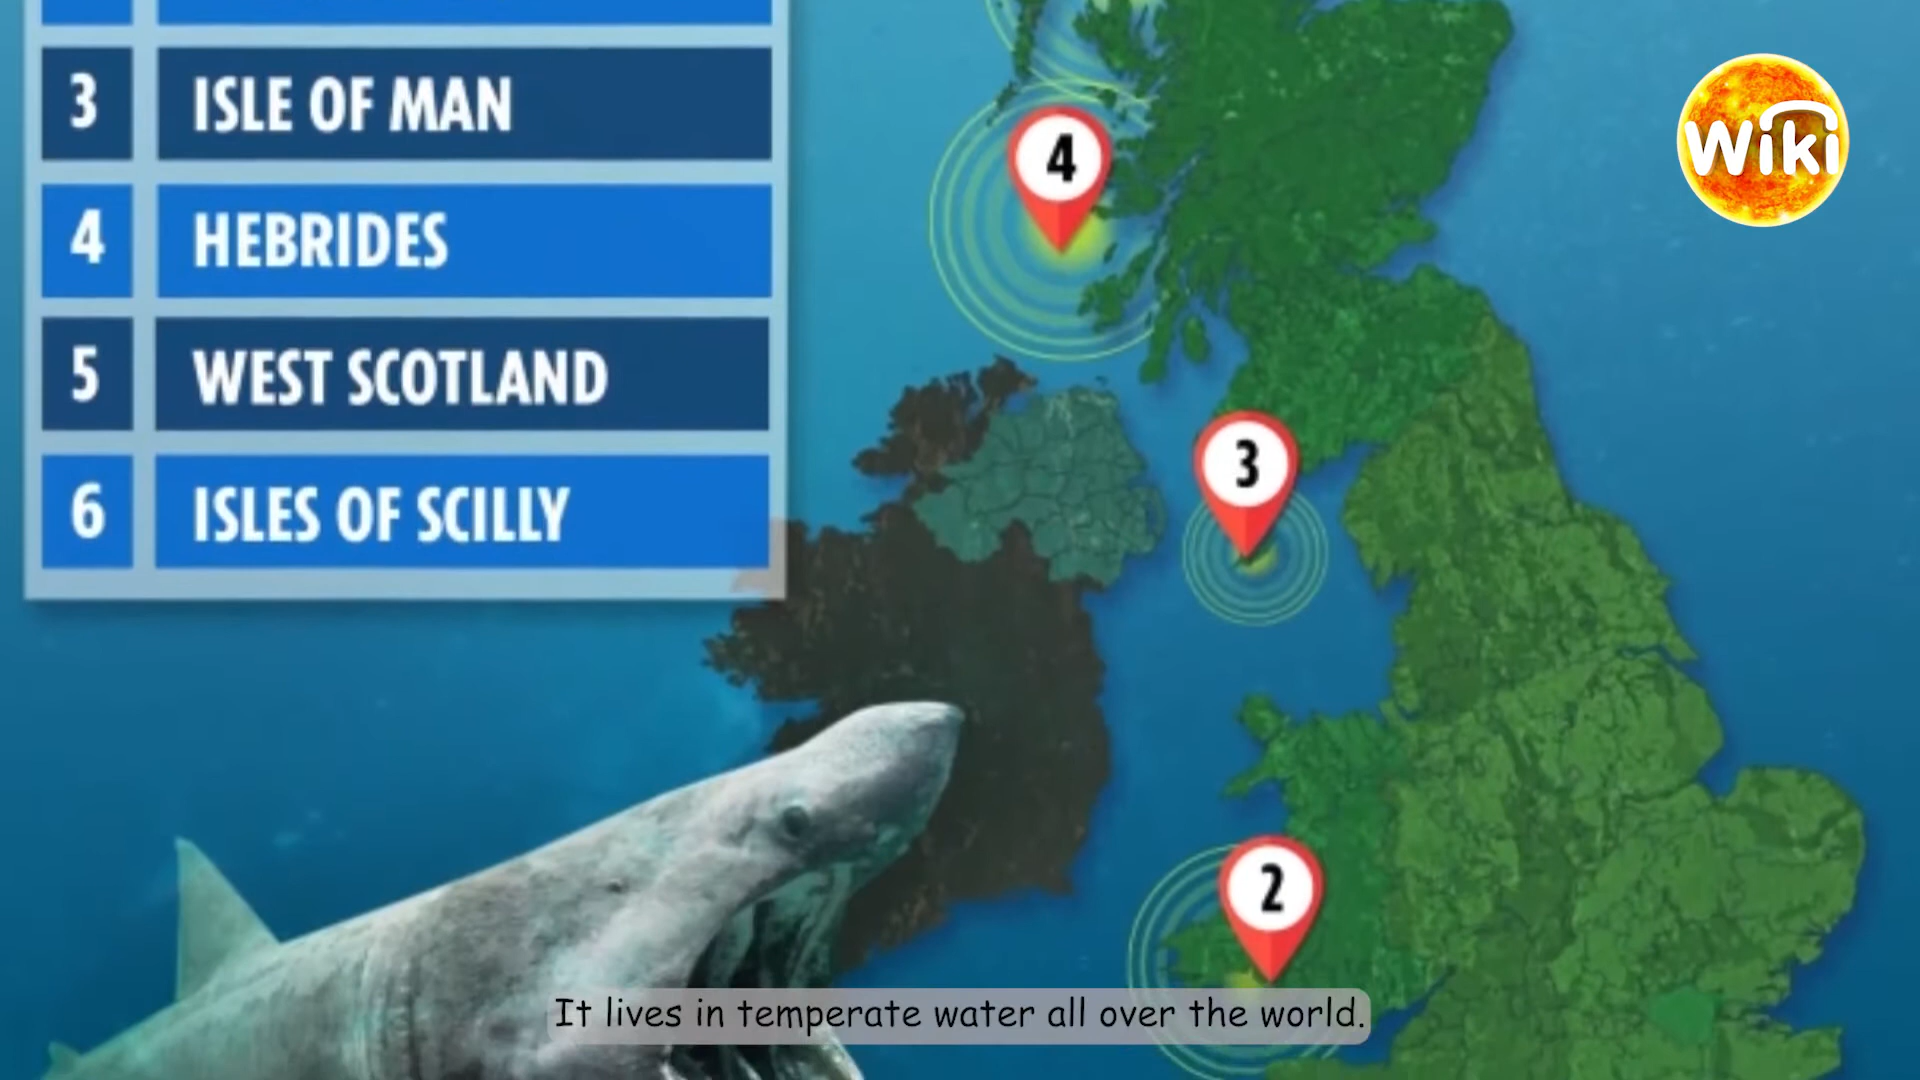 3 ISLE OF MAN
4 HEBRIDES
5 WEST SCOTLAND
6 ISLES OF SCILLY
4
3
2
Wiki
It lives in temperate water all over the world.